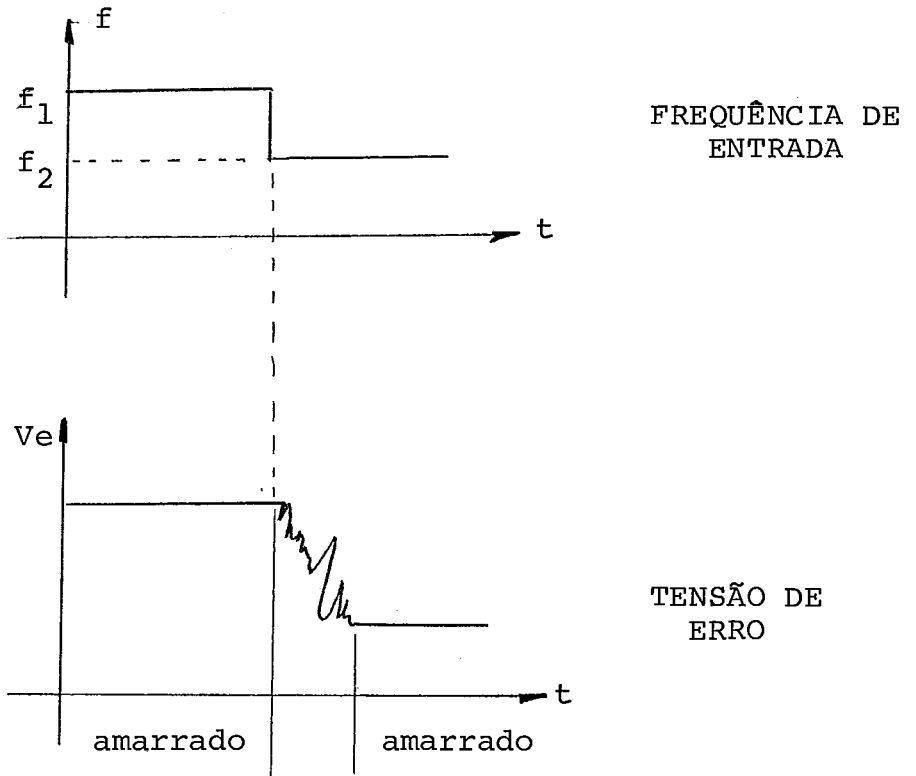 f
f1
f2
t
FREQUÊNCIA DE
ENTRADA
Ve
t
TENSÃO DE
ERRO
amarrado
amarrado